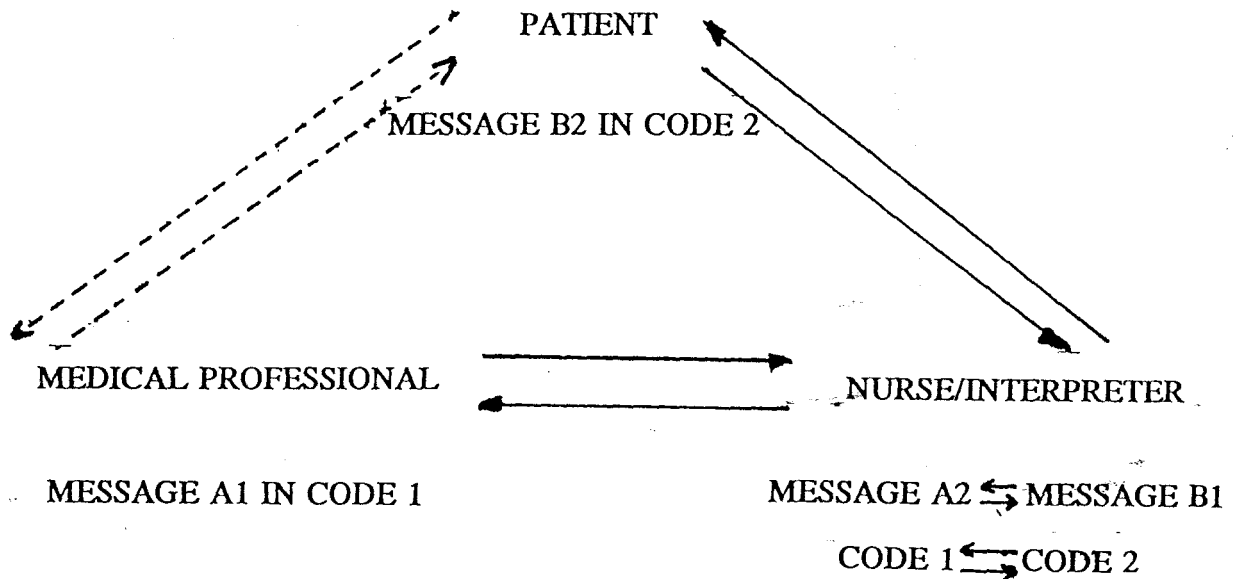 PATIENT
MESSAGE B2 IN CODE 2
MEDICAL PROFESSIONAL
NURSE/INTERPRETER
MESSAGE A1 IN CODE 1
MESSAGE A2 MESSAGE B1
CODE 1 CODE 2